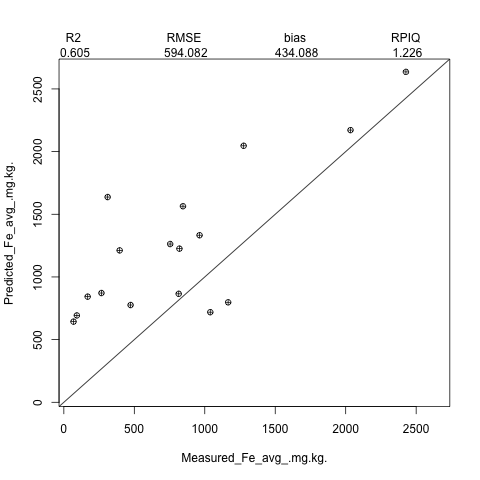 R2 RMSE bias RPIQ
0.605 594.082 434.088 1.226
Predicted_Fe_avg_.mg.kg.
2500
2000
1500
1000
500
0
0 500 1000 1500 2000 2500
Measured_Fe_avg_.mg.kg.